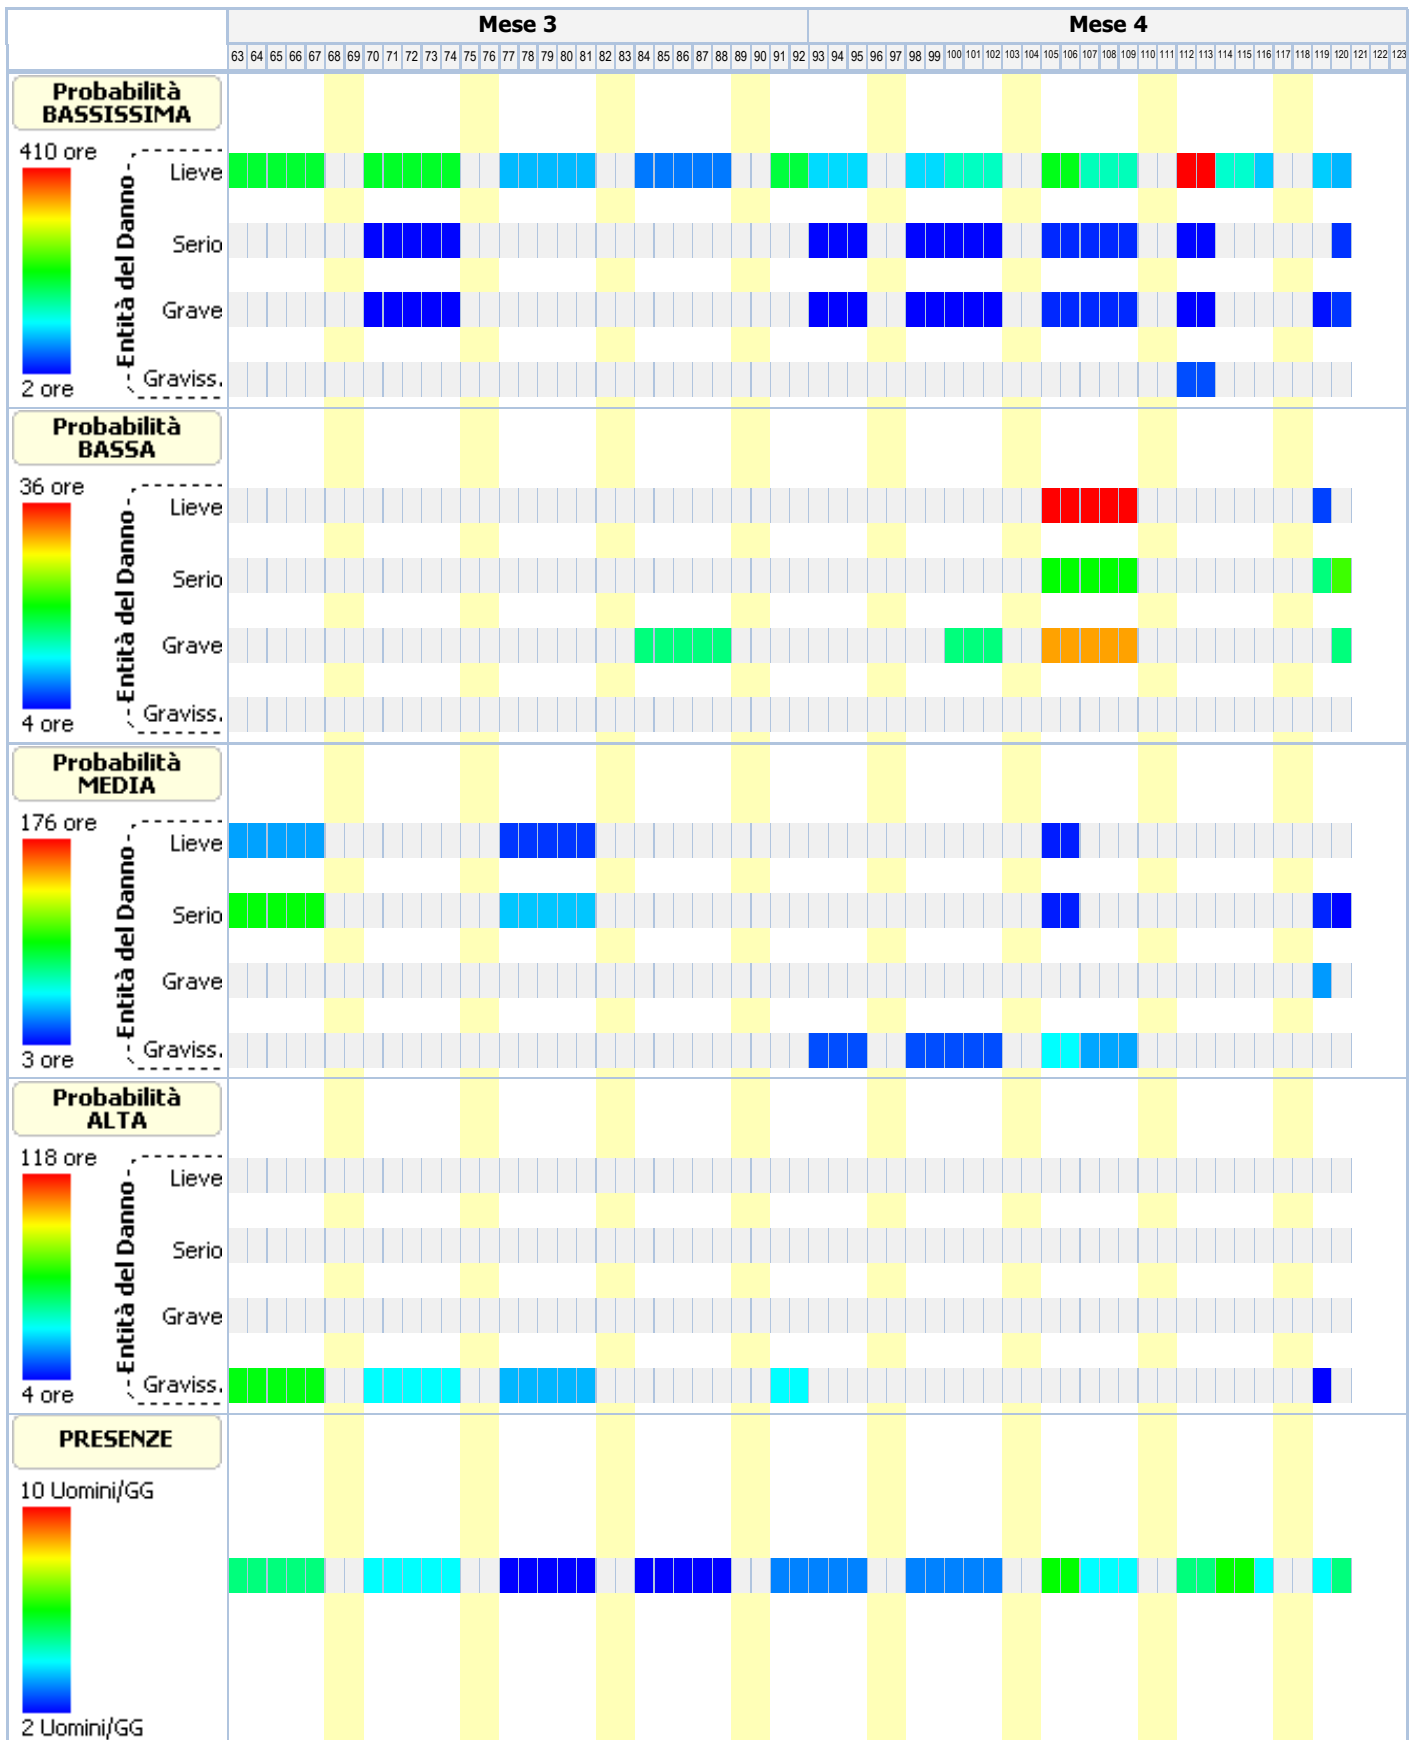 Mese 3 Mese 4
63 64 65 66 67 68 69 70 71 72 73 74 75 76 77 78 79 80 81 82 83 84 85 86 87 88 89 90 91 92 93 94 95 96 97 98 99 100 101 102 103 104 105 106 107 108 109 110 111 112 113 114 115 116 117 118 119 120 121 122 123
Probabilità
BASSISSIMA
410 ore
2 ore
Entità del Danno
Lieve
Serio
Grave
Graviss.
Probabilità
BASSA
36 ore
4 ore
Entità del Danno
Lieve
Serio
Grave
Graviss.
Probabilità
MEDIA
176 ore
3 ore
Entità del Danno
Lieve
Serio
Grave
Graviss.
Probabilità
ALTA
118 ore
4 ore
Entità del Danno
Lieve
Serio
Grave
Graviss.
PRESENZE
10 Uomini/GG
2 Uomini/GG